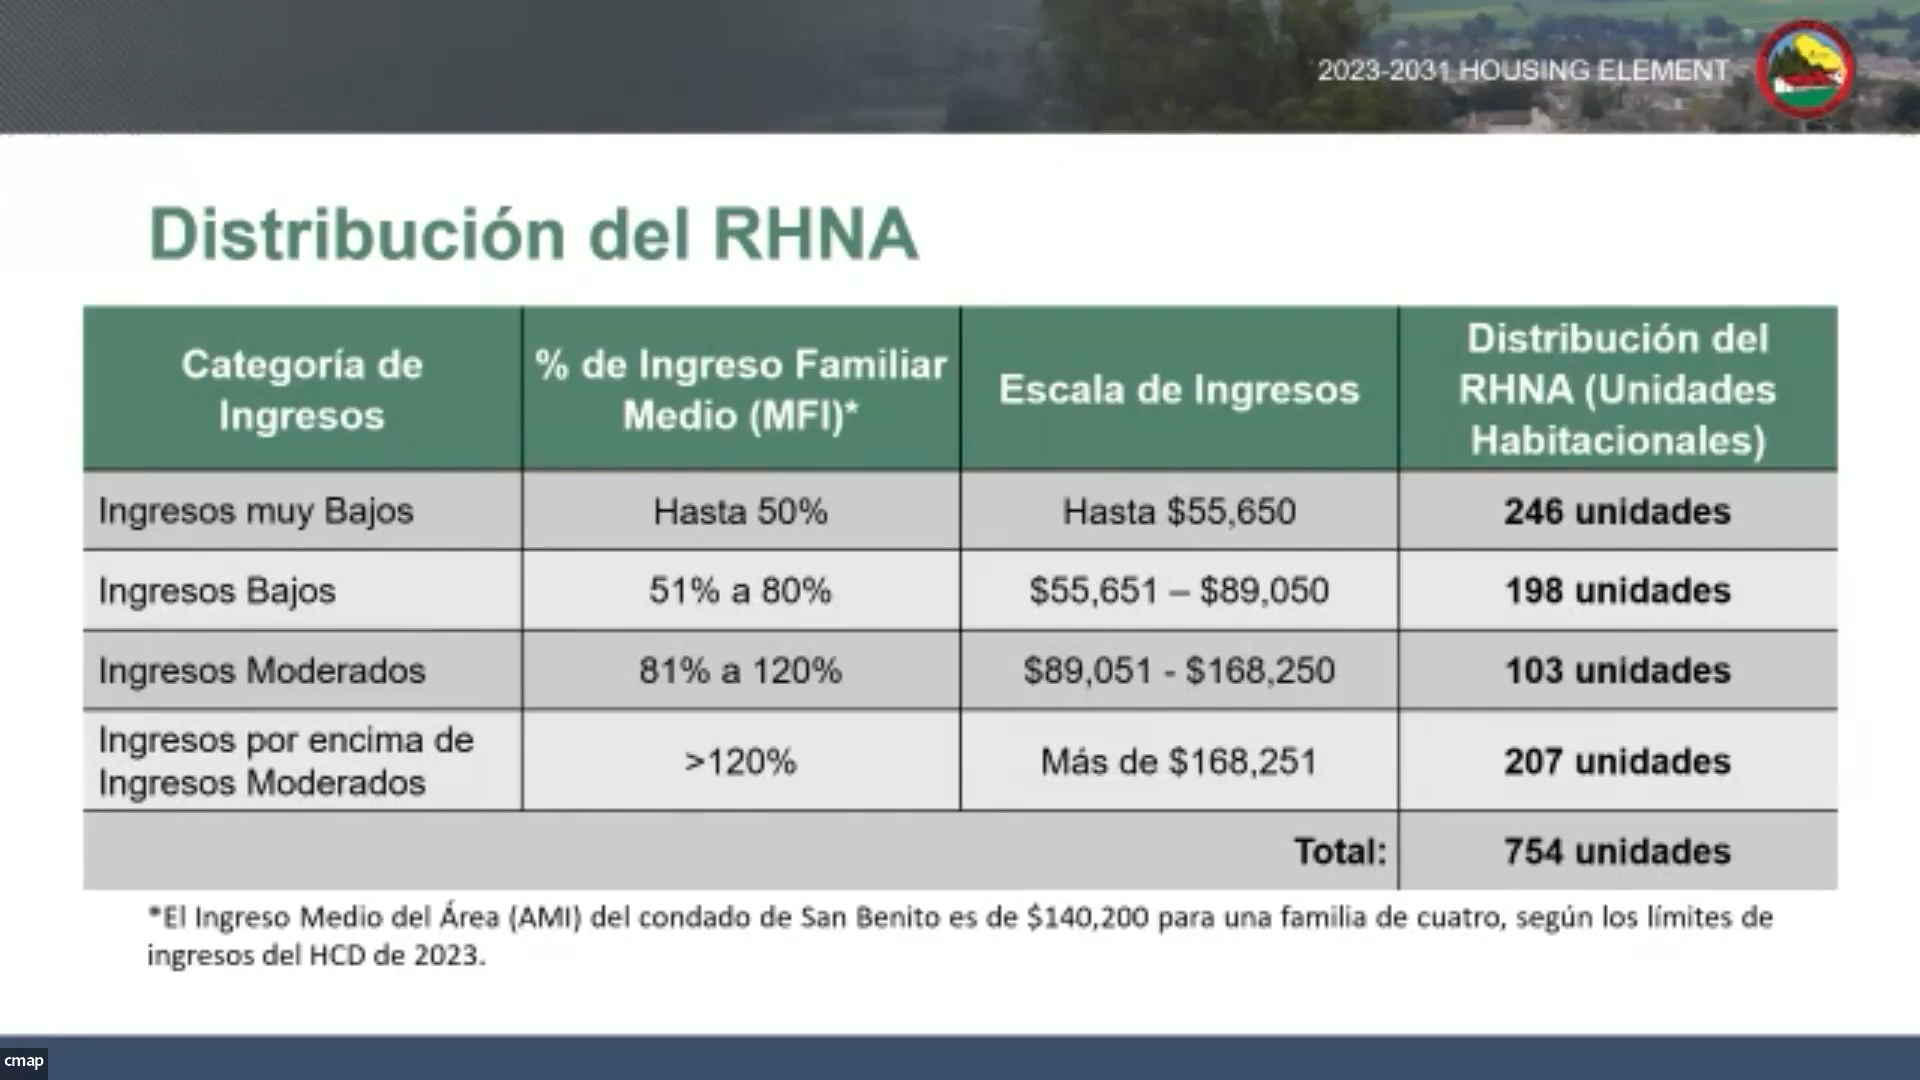 2023-2031 HOUSING ELEMENT
Distribución del RHNA
Categoría de
Ingresos
% de Ingreso Familiar
Medio (MFI)*
Escala de Ingresos
Distribución del
RHNA (Unidades
Habitacionales)
Ingresos muy Bajos
Hasta 50%
Hasta $55,650
246 unidades
Ingresos Bajos
51% a 80%
$55,651 – $89,050
198 unidades
Ingresos Moderados
81% a 120%
$89,051 - $168,250
103 unidades
Ingresos por encima de
Ingresos Moderados
>120%
Más de $168,251
207 unidades
Total:
754 unidades
*El Ingreso Medio del Área (AMI) del condado de San Benito es de $140,200 para una familia de cuatro, según los límites de
ingresos del HCD de 2023.
cmap